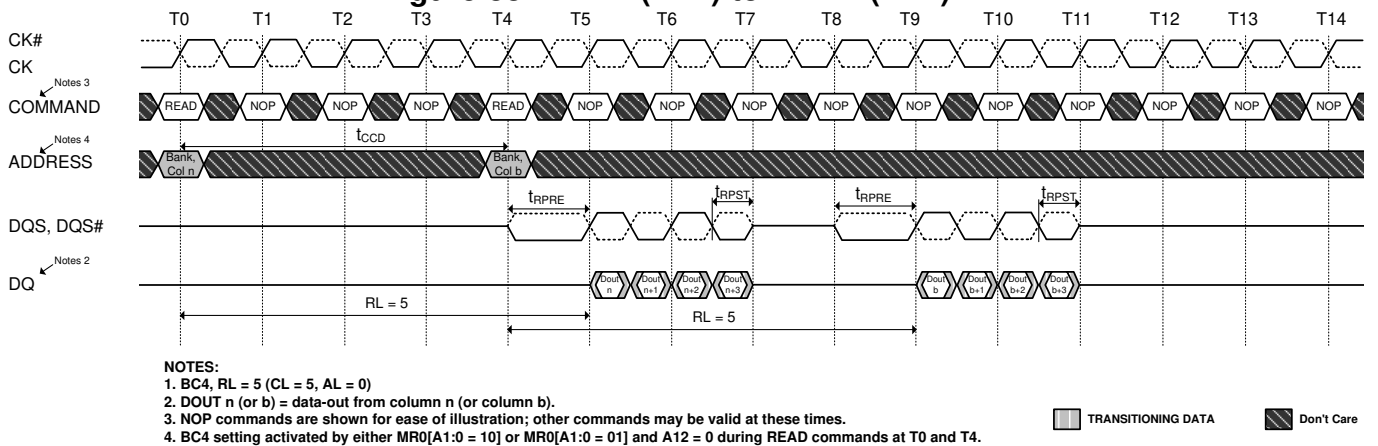 T0 T1 T2 T3 T4 T5 T6 T7 T8 T9 T10 T11 T12 T13 T14
CK#
CK
Notes 3
COMMAND READ NOP NOP NOP READ NOP NOP NOP NOP NOP NOP NOP NOP NOP NOP
tCCD
Notes 4
ADDRESS Bank, Col n Bank, Col b
tRPRE tRPST tRPRE tRPST
DQS, DQS#
Notes 2
DQ Dout n Dout n+1 Dout n+2 Dout n+3 Dout b Dout b+1 Dout b+2 Dout b+3
RL = 5
RL = 5
NOTES:
1. BC4, RL = 5 (CL = 5, AL = 0)
2. DOUT n (or b) = data-out from column n (or column b).
3. NOP commands are shown for ease of illustration; other commands may be valid at these times.
4. BC4 setting activated by either MR0[A1:0 = 10] or MR0[A1:0 = 01] and A12 = 0 during READ commands at T0 and T4.
TRANSITIONING DATA Don't Care